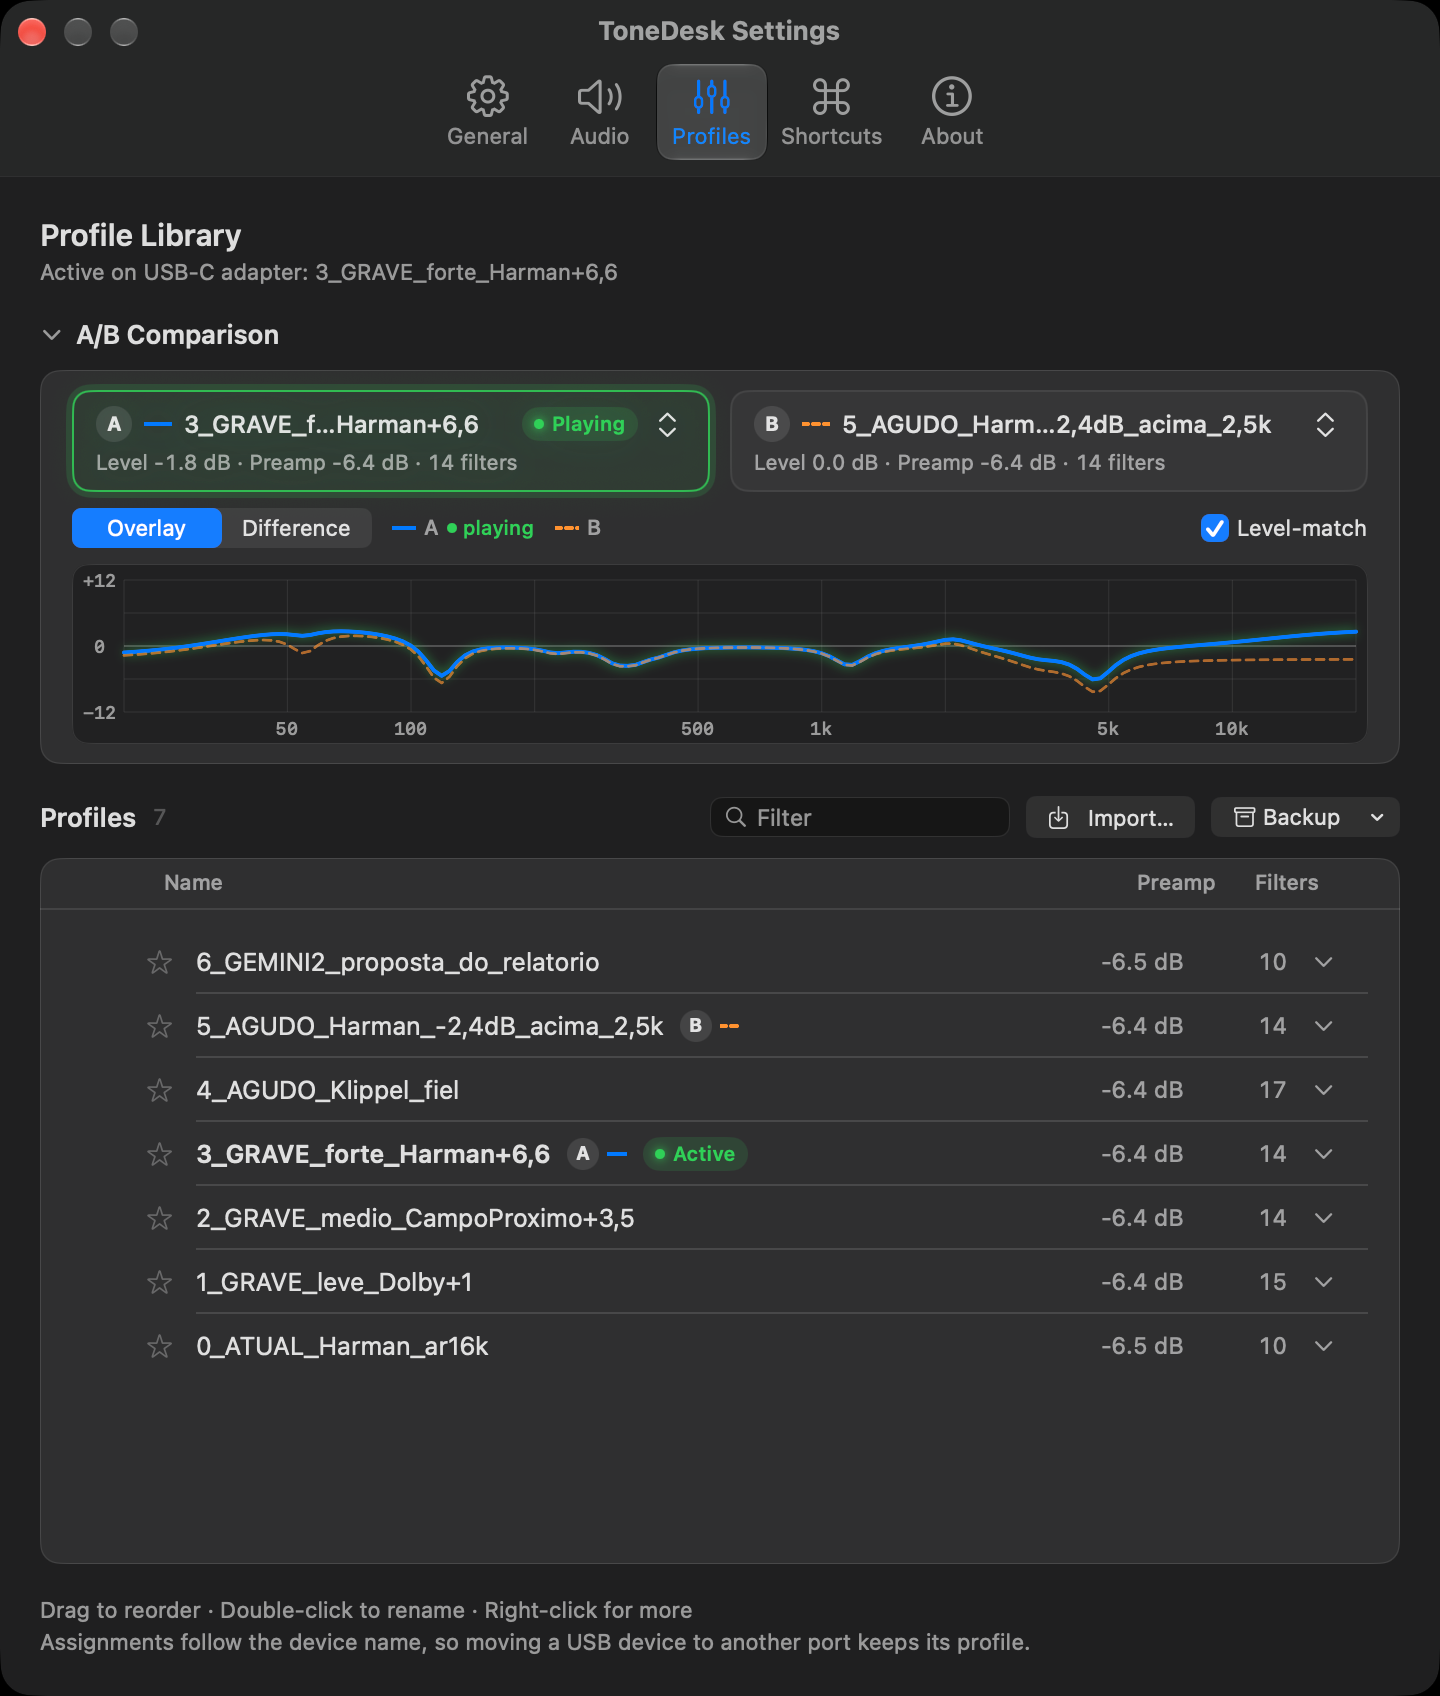 ToneDesk Settings
General Audio Profiles Shortcuts About
Profile Library
Active on USB-C adapter: 3_GRAVE_forte_Harman+6,6
A/B Comparison
A 3_GRAVE_f...Harman+6,6 Playing
Level -1.8 dB · Preamp -6.4 dB · 14 filters
B 5_AGUDO_Harm...2,4dB_acima_2,5k
Level 0.0 dB · Preamp -6.4 dB · 14 filters
Overlay Difference A playing B Level-match
+12
0
−12
50 100 500 1k 5k 10k
Profiles 7 Filter Import... Backup
Name Preamp Filters
6_GEMINI2_proposta_do_relatorio -6.5 dB 10
5_AGUDO_Harman_-2,4dB_acima_2,5k B -6.4 dB 14
4_AGUDO_Klippel_fiel -6.4 dB 17
3_GRAVE_forte_Harman+6,6 A Active -6.4 dB 14
2_GRAVE_medio_CampoProximo+3,5 -6.4 dB 14
1_GRAVE_leve_Dolby+1 -6.4 dB 15
0_ATUAL_Harman_ar16k -6.5 dB 10
Drag to reorder · Double-click to rename · Right-click for more
Assignments follow the device name, so moving a USB device to another port keeps its profile.